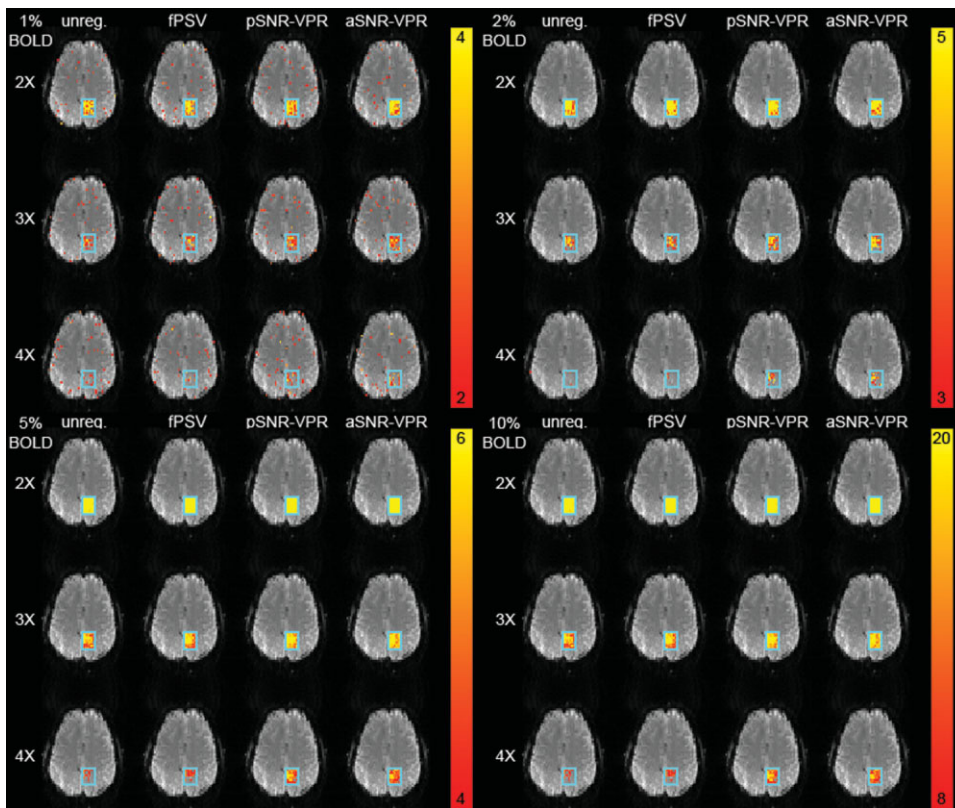 1% unreg. fPSV pSNR-VPR aSNR-VPR 4
BOLD
2X
3X
4X
2
2% unreg. fPSV pSNR-VPR aSNR-VPR 5
BOLD
2X
3X
4X
3
5% unreg. fPSV pSNR-VPR aSNR-VPR 6
BOLD
2X
3X
4X
4
10% unreg. fPSV pSNR-VPR aSNR-VPR 20
BOLD
2X
3X
4X
8